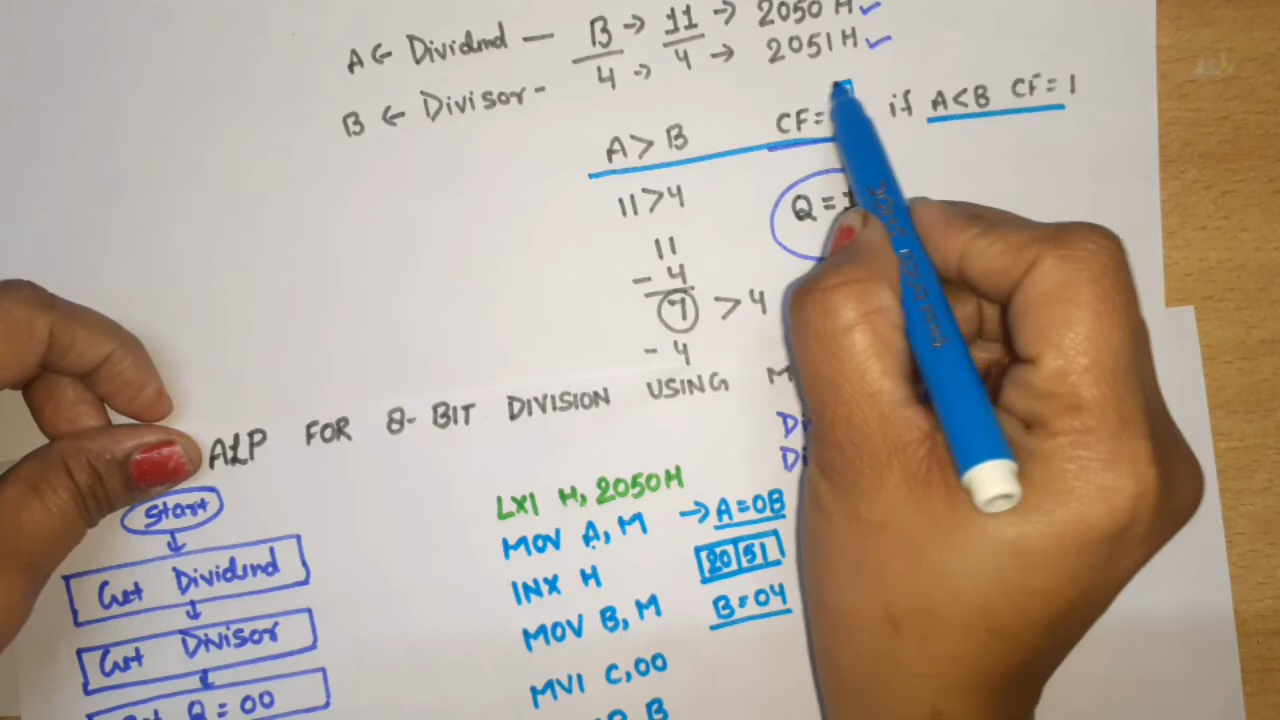 A ← Dividend — B → 11 → 2050 H ✓
B ← Divisor - 4 → 4 → 2051 H ✓
A > B CF= if A<B CF= 1
11 > 4 Q =
11
- 4
7 > 4
- 4
ALP FOR 8- BIT DIVISION USING
Start
Get Dividend
Get Divisor
Q = 00
LXI H, 2050H
MOV A, M → A=0B
INX H 20 51
MOV B, M B=04
MVI C, 00
B